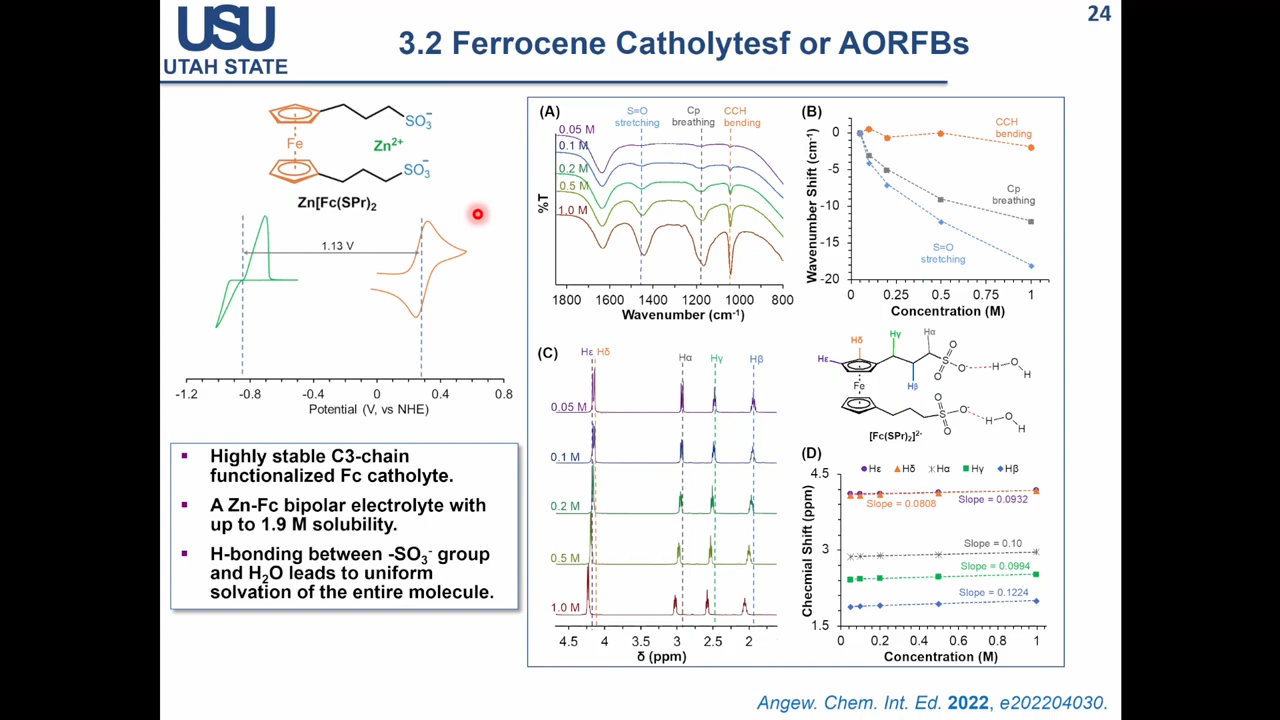 24
USU
UTAH STATE
3.2 Ferrocene Catholytesf or AORFBs
SO3-
Fe
Zn2+
SO3-
Zn[Fc(SPr)2
1.13 V
-1.2 -0.8 -0.4 0 0.4 0.8
Potential (V, vs NHE)
▪ Highly stable C3-chain
functionalized Fc catholyte.
▪ A Zn-Fc bipolar electrolyte with
up to 1.9 M solubility.
▪ H-bonding between -SO3- group
and H2O leads to uniform
solvation of the entire molecule.
(A)
S=O
stretching
Cp
breathing
CCH
bending
0.05 M
0.1 M
0.2 M
0.5 M
1.0 M
%T
1800 1600 1400 1200 1000 800
Wavenumber (cm-1)
(B)
0
-5
-10
-15
-20
Wavenumber Shift (cm-1)
CCH
bending
Cp
breathing
S=O
stretching
0 0.25 0.5 0.75 1
Concentration (M)
(C)
Hε Hδ Hα Hγ Hβ
0.05 M
0.1 M
0.2 M
0.5 M
1.0 M
4.5 4 3.5 3 2.5 2
δ (ppm)
Hα
Hγ
Hδ
Hε
Hβ
O
S
O
O-
H O
H
Fe
O
S
O
O-
H O
H
[Fc(SPr)2]2-
(D)
Hε Hδ Hα Hγ Hβ
4.5
3
1.5
Checmial Shift (ppm)
Slope = 0.0808
Slope = 0.0932
Slope = 0.10
Slope = 0.0994
Slope = 0.1224
0 0.2 0.4 0.6 0.8 1
Concentration (M)
Angew. Chem. Int. Ed. 2022, e202204030.